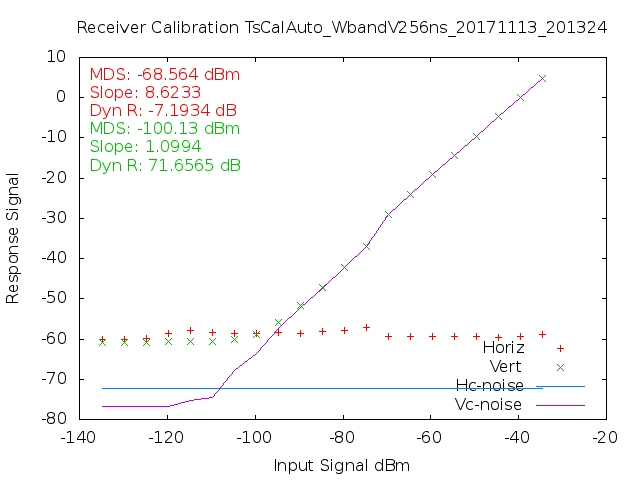 Receiver Calibration TsCalAuto_WbandV256ns_20171113_201324
MDS: -68.564 dBm
Slope: 8.6233
Dyn R: -7.1934 dB
MDS: -100.13 dBm
Slope: 1.0994
Dyn R: 71.6565 dB
10
0
-10
-20
-30
-40
-50
-60
-70
-80
Response Signal
Horiz
Vert
Hc-noise
Vc-noise
-140 -120 -100 -80 -60 -40 -20
Input Signal dBm